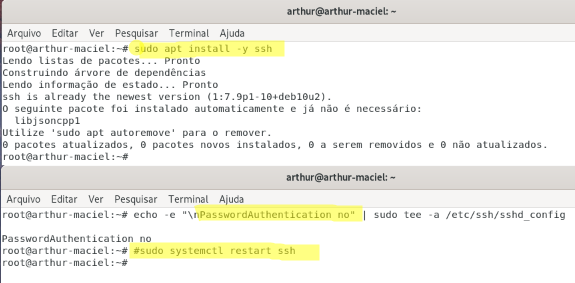 arthur@arthur-maciel: ~
Arquivo Editar Ver Pesquisar Terminal Ajuda
root@arthur-maciel:~# sudo apt install -y ssh
Lendo listas de pacotes... Pronto
Construindo árvore de dependências
Lendo informação de estado... Pronto
ssh is already the newest version (1:7.9p1-10+deb10u2).
O seguinte pacote foi instalado automaticamente e já não é necessário:
libjsoncpp1
Utilize 'sudo apt autoremove' para o remover.
0 pacotes atualizados, 0 pacotes novos instalados, 0 a serem removidos e 0 não atualizados.
root@arthur-maciel:~#
arthur@arthur-maciel: ~
Arquivo Editar Ver Pesquisar Terminal Ajuda
root@arthur-maciel:~# echo -e "\nPasswordAuthentication no" | sudo tee -a /etc/ssh/sshd_config
PasswordAuthentication no
root@arthur-maciel:~# #sudo systemctl restart ssh
root@arthur-maciel:~#